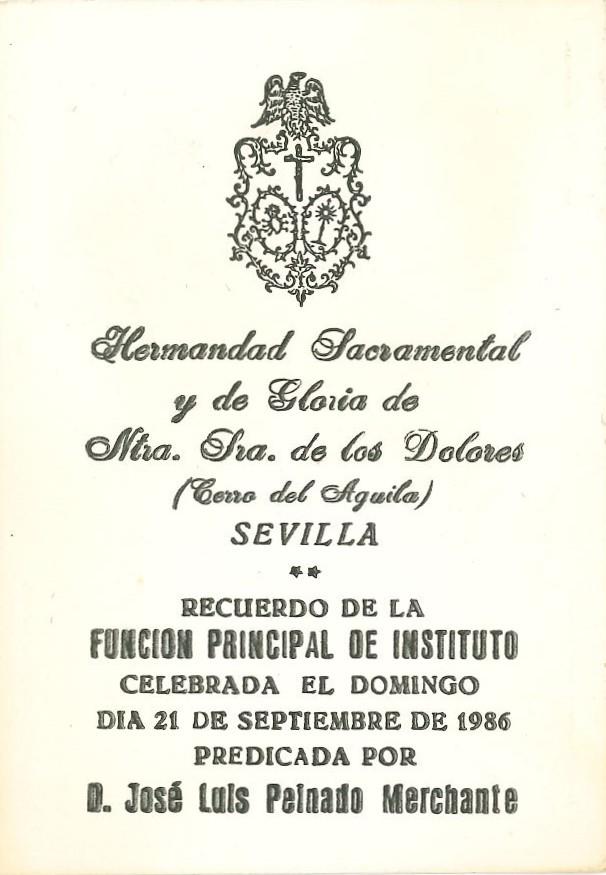 Hermandad Sacramental
y de Gloria de
Ntra. Sra. de los Dolores
(Cerro del Aguila)
SEVILLA
**
RECUERDO DE LA
FUNCION PRINCIPAL DE INSTITUTO
CELEBRADA EL DOMINGO
DIA 21 DE SEPTIEMBRE DE 1986
PREDICADA POR
D. José Luis Peinado Merchante